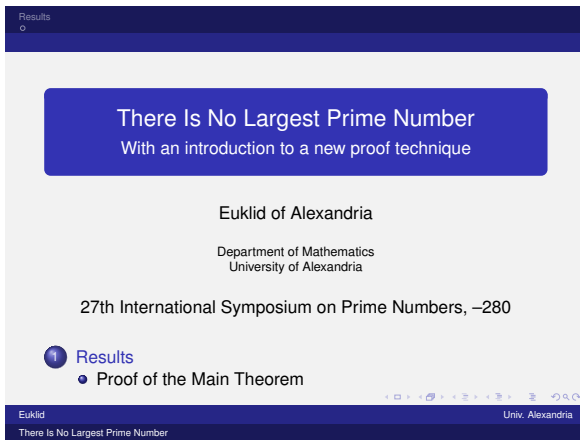 Results
There Is No Largest Prime Number
With an introduction to a new proof technique
Euklid of Alexandria
Department of Mathematics
University of Alexandria
27th International Symposium on Prime Numbers, –280
1 Results
Proof of the Main Theorem
Euklid Univ. Alexandria
There Is No Largest Prime Number